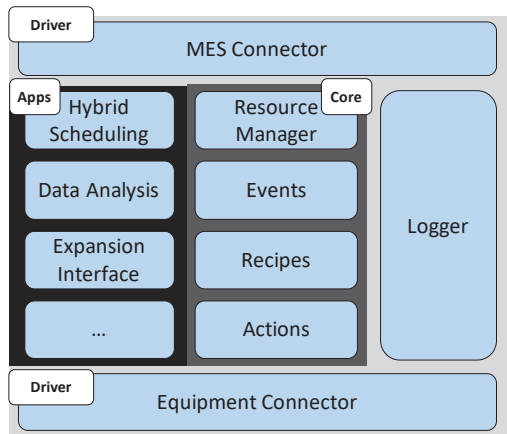 Driver
MES Connector
Apps
Hybrid
Scheduling
Data Analysis
Expansion
Interface
...
Core
Resource
Manager
Events
Recipes
Actions
Logger
Driver
Equipment Connector